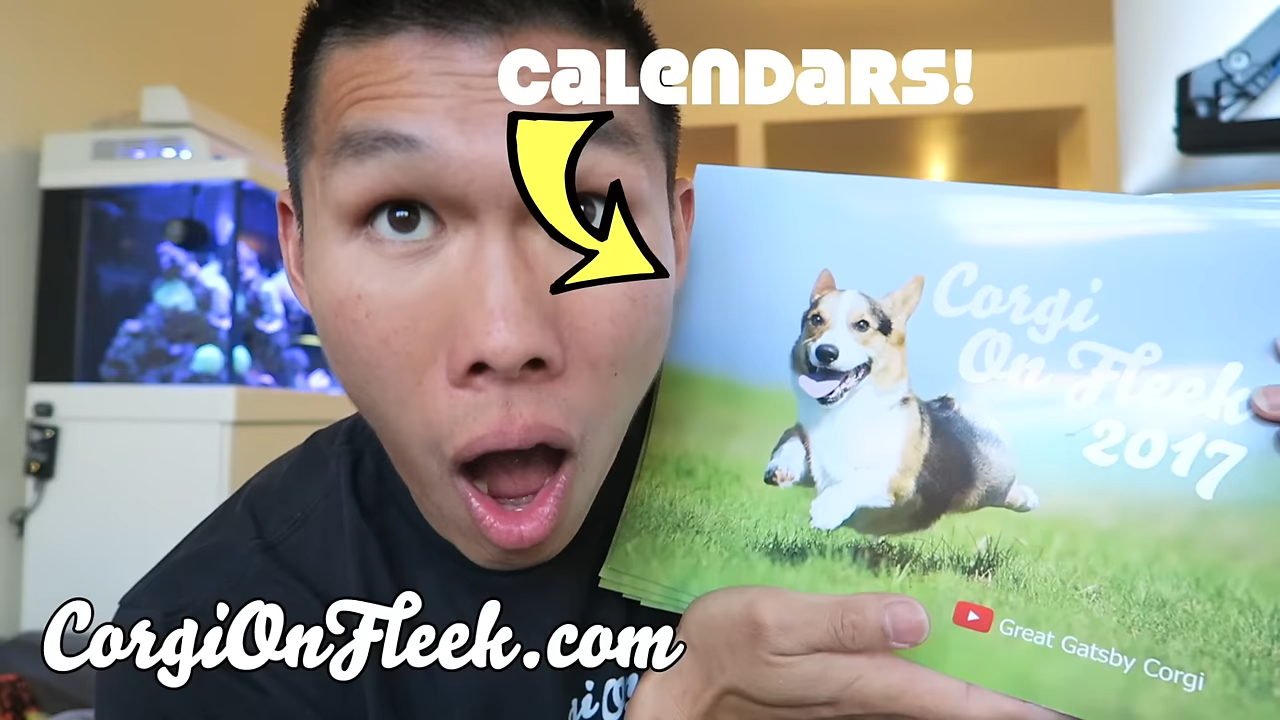 CALENDARS!
Corgi
On Fleek
2017
Great Gatsby Corgi
CorgiOnFleek.com